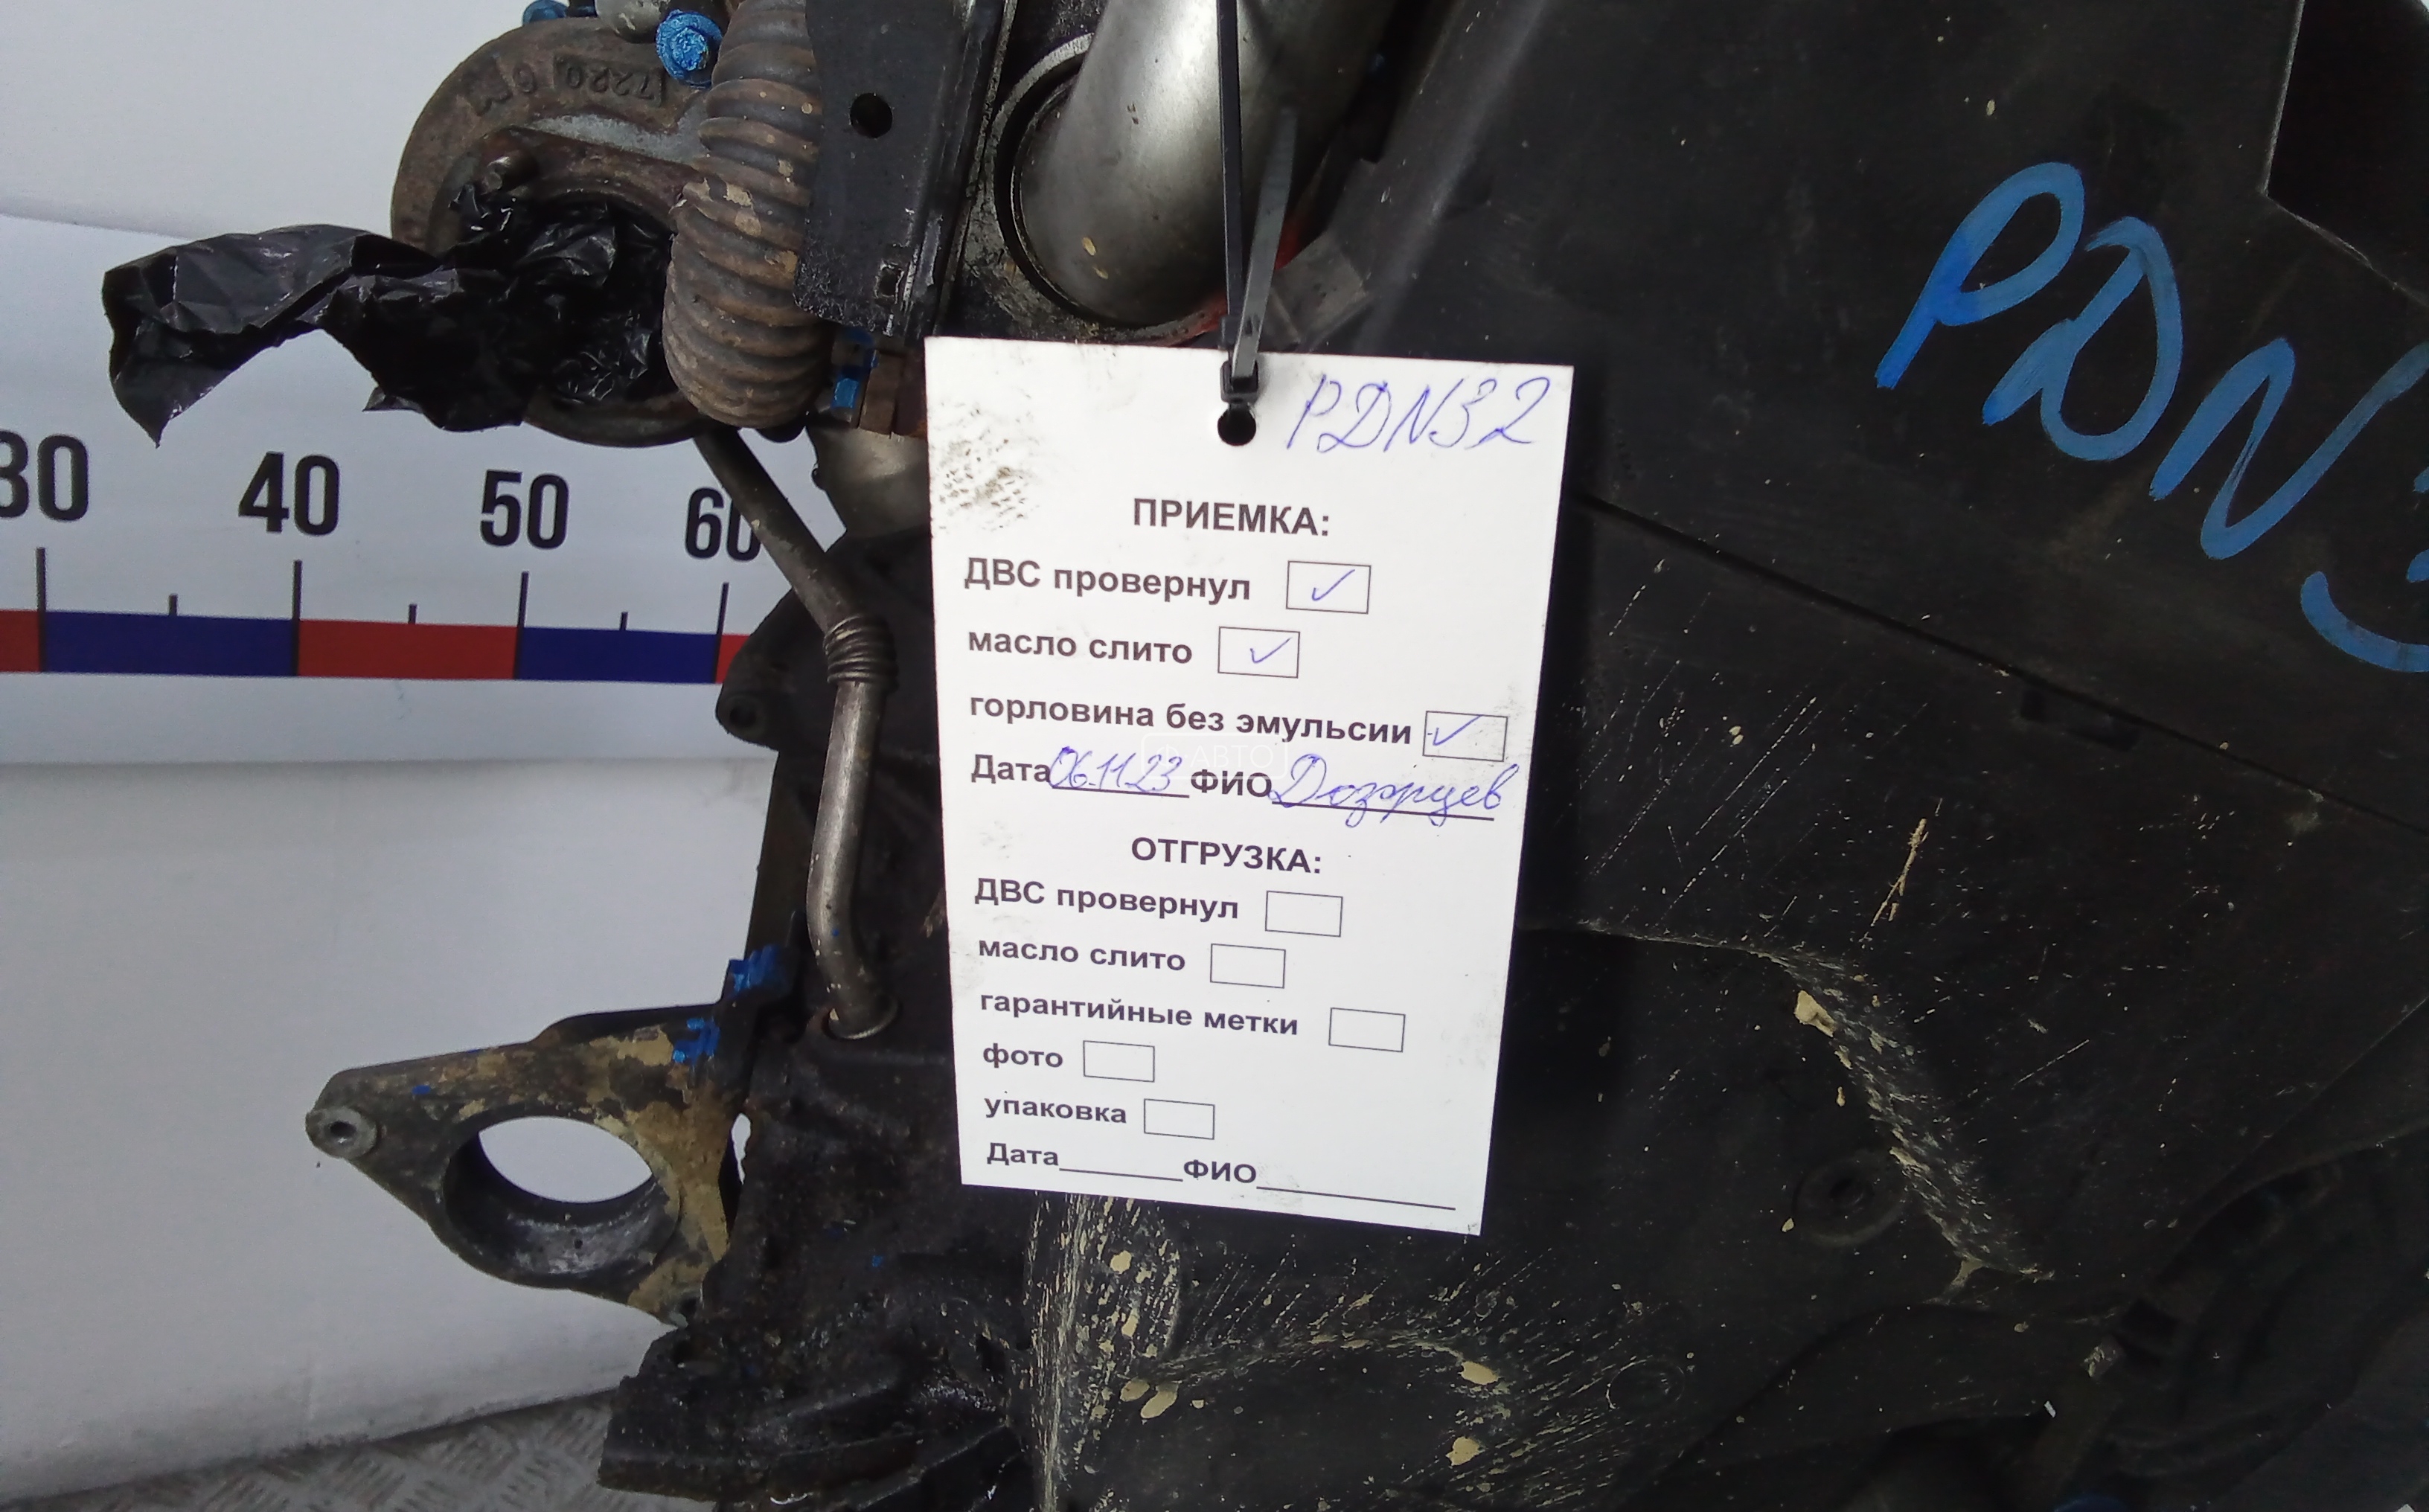 PDN32
ПРИЕМКА:
ДВС провернул
масло слито
горловина без эмульсии
Дата 06.11.23 ФИО Дозорцев
ОТГРУЗКА:
ДВС провернул
масло слито
гарантийные метки
фото
упаковка
Дата ФИО
PDN3
30 40 50 60
АВТО